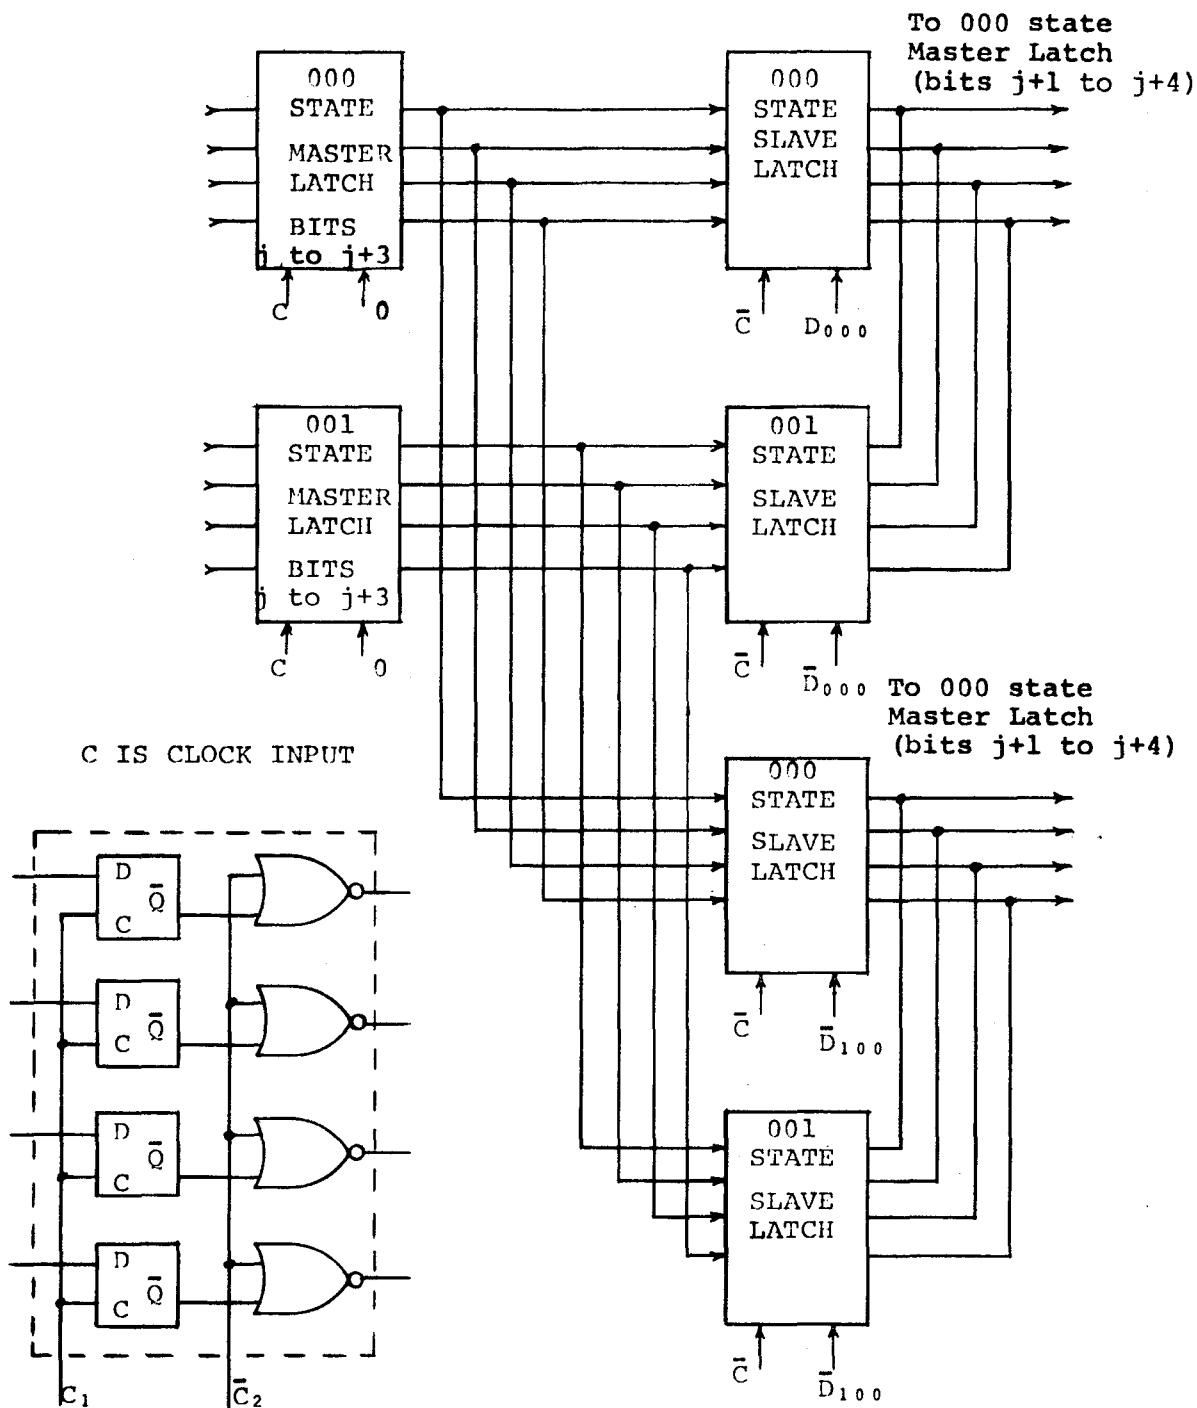 To 000 state
Master Latch
(bits j+1 to j+4)
000
STATE
MASTER
LATCH
BITS
j to j+3
C
0
000
STATE
SLAVE
LATCH
C̄
D₀₀₀
001
STATE
MASTER
LATCH
BITS
j to j+3
C
0
001
STATE
SLAVE
LATCH
C̄
D̄₀₀₀
To 000 state
Master Latch
(bits j+1 to j+4)
C IS CLOCK INPUT
000
STATE
SLAVE
LATCH
C̄
D̄₁₀₀
001
STATE
SLAVE
LATCH
C̄
D̄₁₀₀
D
Q̄
C
D
Q̄
C
D
Q̄
C
D
Q̄
C
C₁
C̄₂